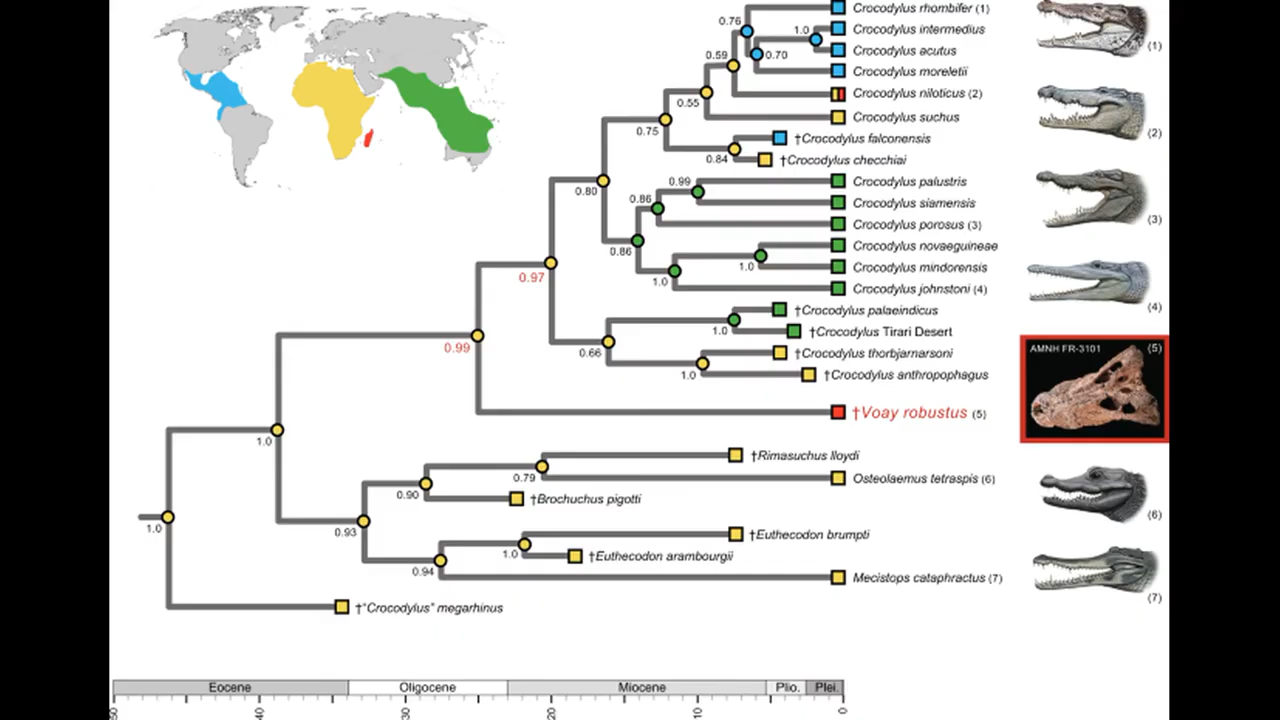 Crocodylus rhombifer (1)
0.76
1.0
Crocodylus intermedius
(1)
Crocodylus acutus
0.59
0.70
Crocodylus moreletii
Crocodylus niloticus (2)
0.55
Crocodylus suchus
0.75
(2)
†Crocodylus falconensis
0.84
†Crocodylus checchiai
0.99
Crocodylus palustris
0.80
0.86
Crocodylus siamensis
(3)
Crocodylus porosus (3)
0.86
Crocodylus novaeguineae
1.0
Crocodylus mindorensis
0.97
1.0
Crocodylus johnstoni (4)
(4)
†Crocodylus palaeindicus
1.0
†Crocodylus Tirari Desert
0.99
0.66
†Crocodylus thorbjarnarsoni
AMNH FR-3101
(5)
1.0
†Crocodylus anthropophagus
†Voay robustus (5)
1.0
†Rimasuchus lloydi
0.79
Osteolaemus tetraspis (6)
0.90
†Brochuchus pigotti
(6)
1.0
0.93
†Euthecodon brumpti
1.0
†Euthecodon arambourgii
0.94
Mecistops cataphractus (7)
(7)
†"Crocodylus" megarhinus
Eocene
Oligocene
Miocene
Plio.
Plei.
50
40
30
20
10
0